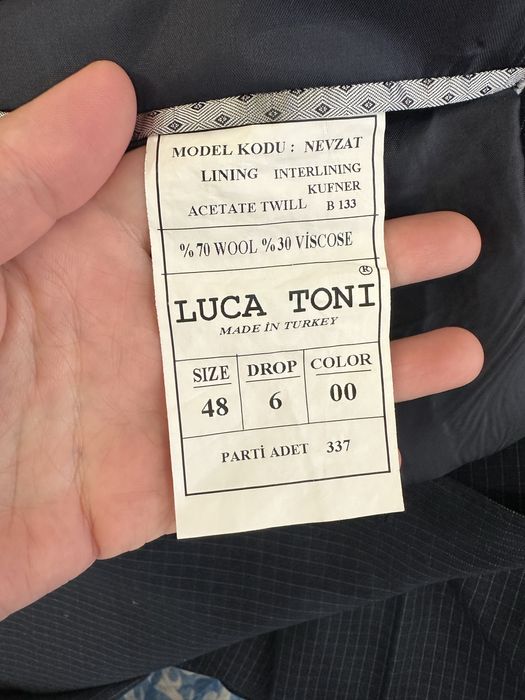 MODEL KODU : NEVZAT
LINING INTERLINING
KUFNER
ACETATE TWILL B 133
%70 WOOL %30 VİSCOSE
®
LUCA TONI
MADE İN TURKEY
SIZE DROP COLOR
48 6 00
PARTİ ADET 337